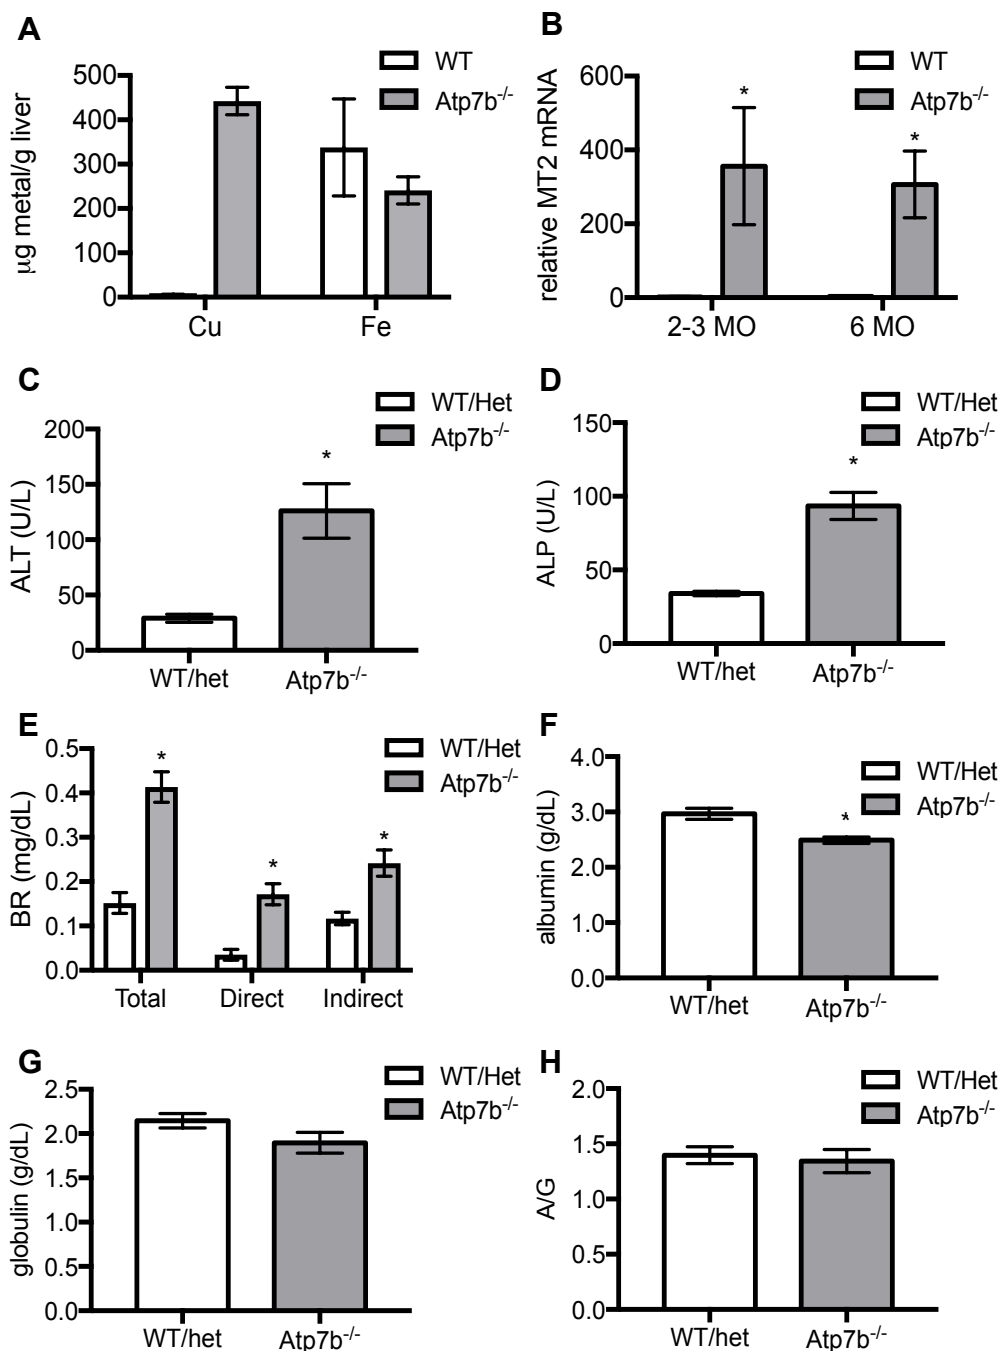 A
µg metal/g liver
500
400
300
200
100
0
WT
Atp7b-/-
Cu Fe
B
relative MT2 mRNA
600
400
200
0
WT
Atp7b-/-
* *
2-3 MO 6 MO
C
ALT (U/L)
200
150
100
50
0
WT/Het
Atp7b-/-
*
WT/het Atp7b-/-
D
ALP (U/L)
150
100
50
0
WT/Het
Atp7b-/-
*
WT/het Atp7b-/-
E
BR (mg/dL)
0.5
0.4
0.3
0.2
0.1
0.0
WT/Het
Atp7b-/-
* * *
Total Direct Indirect
F
albumin (g/dL)
4.0
3.0
2.0
1.0
0.0
WT/Het
Atp7b-/-
*
WT/het Atp7b-/-
G
globulin (g/dL)
2.5
2.0
1.5
1.0
0.5
0.0
WT/Het
Atp7b-/-
WT/het Atp7b-/-
H
A/G
2.0
1.5
1.0
0.5
0.0
WT/Het
Atp7b-/-
WT/het Atp7b-/-